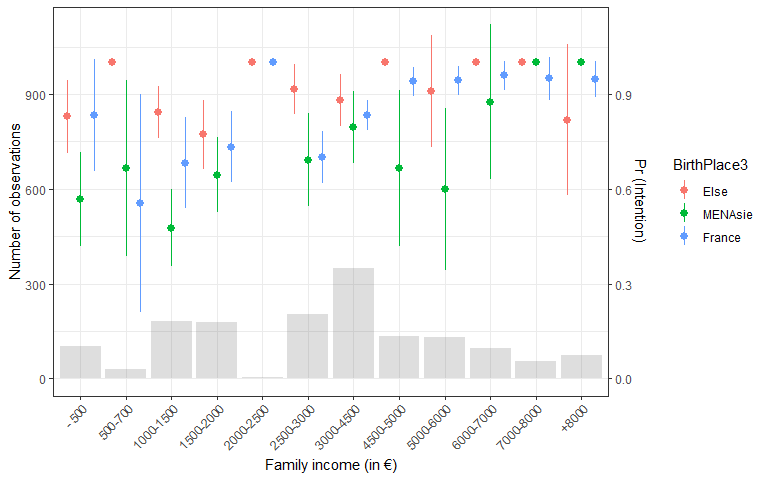 Number of observations
900
600
300
0
0.9
0.6
0.3
0.0
Pr (Intention)
- 500
500-700
1000-1500
1500-2000
2000-2500
2500-3000
3000-4500
4500-5000
5000-6000
6000-7000
7000-8000
+8000
Family income (in €)
BirthPlace3
Else
MENAsie
France